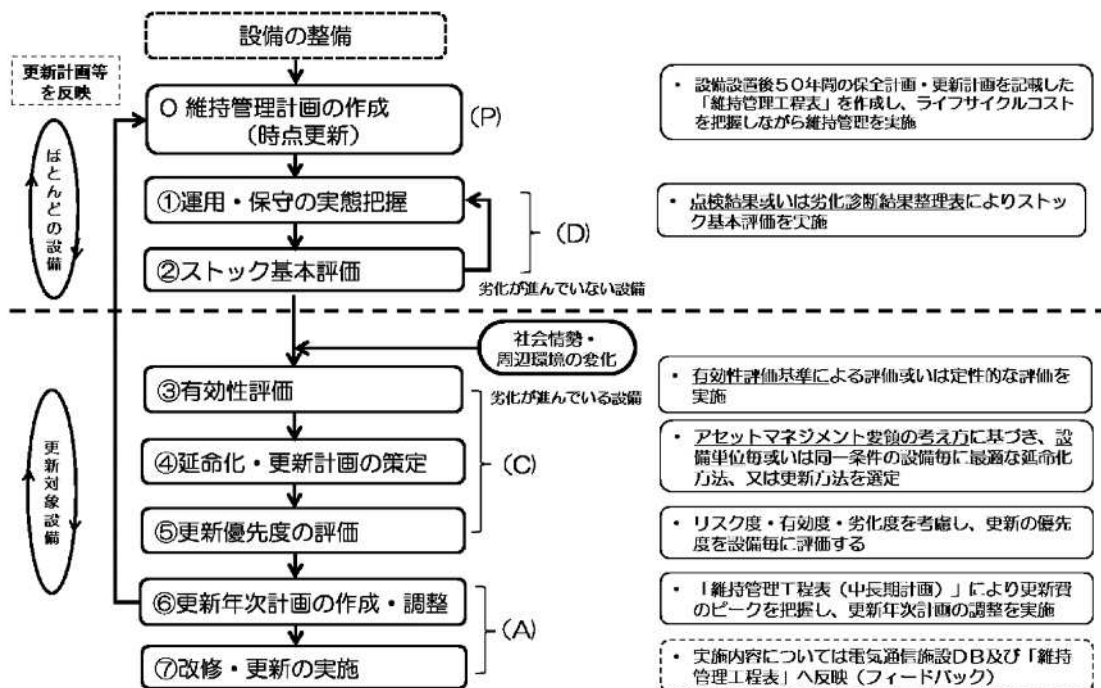 設備の整備
更新計画等
を反映
0 維持管理計画の作成
(時点更新)
(P)
・ 設備設置後50年間の保全計画・更新計画を記載した
「維持管理工程表」を作成し、ライフサイクルコスト
を把握しながら維持管理を実施
ほとんどの設備
①運用・保守の実態把握
(D)
②ストック基本評価
劣化が進んでいない設備
・ 点検結果或いは劣化診断結果整理表によりストッ
ク基本評価を実施
社会情勢・
周辺環境の変化
更新対象設備
③有効性評価
劣化が進んでいる設備
・ 有効性評価基準による評価或いは定性的な評価を
実施
④延命化・更新計画の策定
(C)
・ アセットマネジメント要領の考え方に基づき、設
備単位毎或いは同一条件の設備毎に最適な延命化
方法、又は更新方法を選定
⑤更新優先度の評価
・ リスク度・有効度・劣化度を考慮し、更新の優先
度を設備毎に評価する
⑥更新年次計画の作成・調整
(A)
・ 「維持管理工程表(中長期計画)」により更新費
のピークを把握し、更新年次計画の調整を実施
⑦改修・更新の実施
・ 実施内容については電気通信施設DB及び「維持
管理工程表」へ反映(フィードバック)